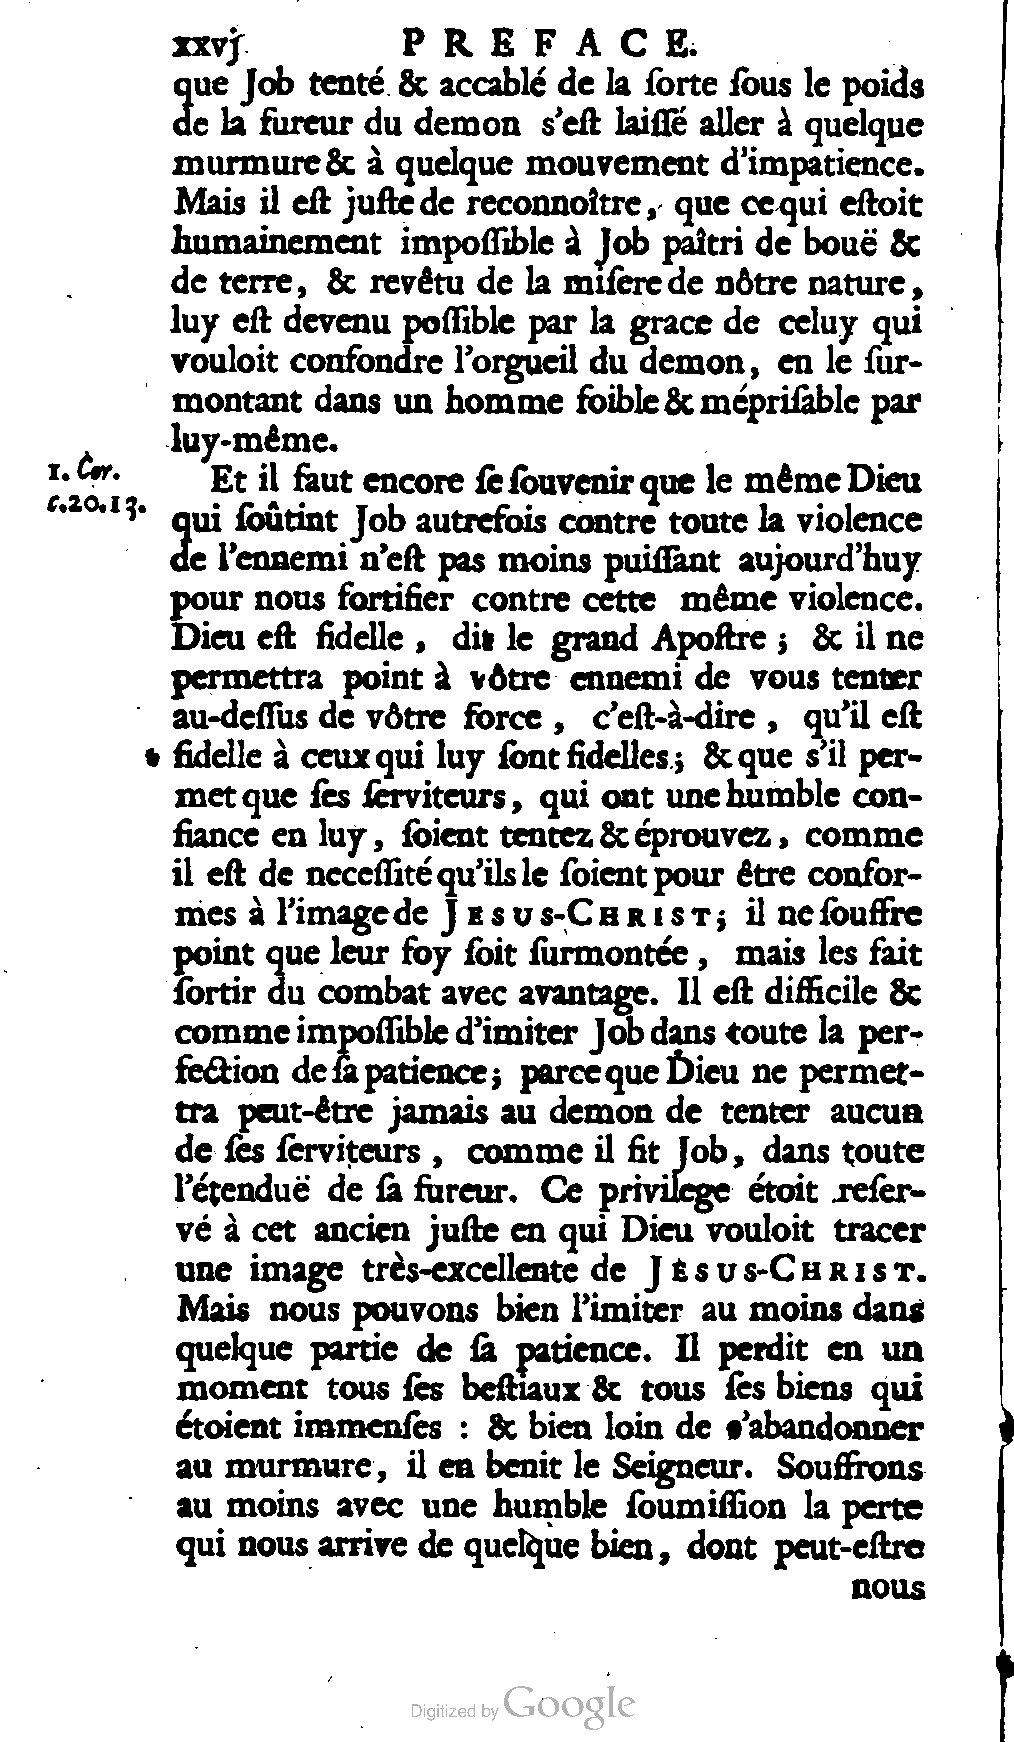 xxvj. PREFACE.
que Job tenté & accablé de la ſorte ſous le poids
de la fureur du demon s'eſt laiſſé aller à quelque
murmure & à quelque mouvement d'impatience.
Mais il eſt juſte de reconnoître, que ce qui eſtoit
humainement impoſſible à Job paîtri de bouë &
de terre, & revêtu de la miſere de nôtre nature,
luy eſt devenu poſſible par la grace de celuy qui
vouloit confondre l'orgueil du demon, en le ſur-
montant dans un homme foible & mépriſable par
luy-même.
1. Cor.
c.20.13.
Et il faut encore ſe ſouvenir que le même Dieu
qui ſoûtint Job autrefois contre toute la violence
de l'ennemi n'eſt pas moins puiſſant aujourd'huy
pour nous fortifier contre cette même violence.
Dieu eſt fidelle, dit le grand Apoſtre ; & il ne
permettra point à vôtre ennemi de vous tenter
au-deſſus de vôtre force, c'eſt-à-dire, qu'il eſt
fidelle à ceux qui luy ſont fidelles ; & que s'il per-
met que ſes ſerviteurs, qui ont une humble con-
fiance en luy, ſoient tentez & éprouvez, comme
il eſt de neceſſité qu'ils le ſoient pour être confor-
mes à l'image de JESUS-CHRIST; il ne ſouffre
point que leur foy ſoit ſurmontée, mais les fait
ſortir du combat avec avantage. Il eſt difficile &
comme impoſſible d'imiter Job dans toute la per-
fection de ſa patience; parce que Dieu ne permet-
tra peut-être jamais au demon de tenter aucun
de ſes ſerviteurs, comme il fit Job, dans toute
l'étenduë de ſa fureur. Ce privilege étoit reſer-
vé à cet ancien juſte en qui Dieu vouloit tracer
une image très-excellente de JESUS-CHRIST.
Mais nous pouvons bien l'imiter au moins dans
quelque partie de ſa patience. Il perdit en un
moment tous ſes beſtiaux & tous ſes biens qui
étoient immenſes : & bien loin de s'abandonner
au murmure, il en benit le Seigneur. Souffrons
au moins avec une humble ſoumiſſion la perte
qui nous arrive de quelque bien, dont peut-eſtre
nous
Digitized by Google